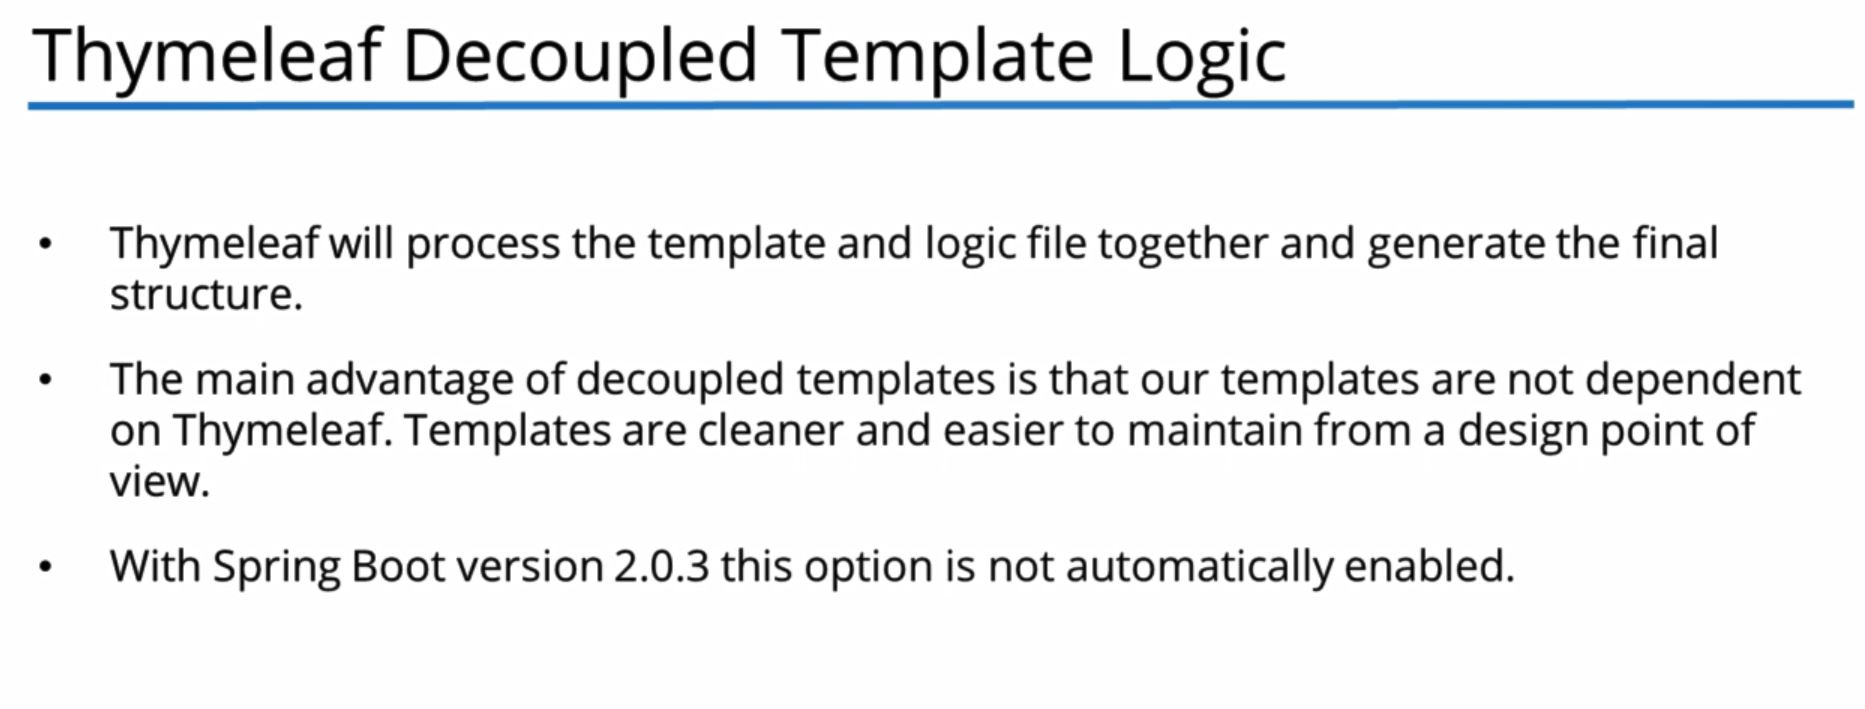 Thymeleaf Decoupled Template Logic
• Thymeleaf will process the template and logic file together and generate the final
structure.
• The main advantage of decoupled templates is that our templates are not dependent
on Thymeleaf. Templates are cleaner and easier to maintain from a design point of
view.
• With Spring Boot version 2.0.3 this option is not automatically enabled.